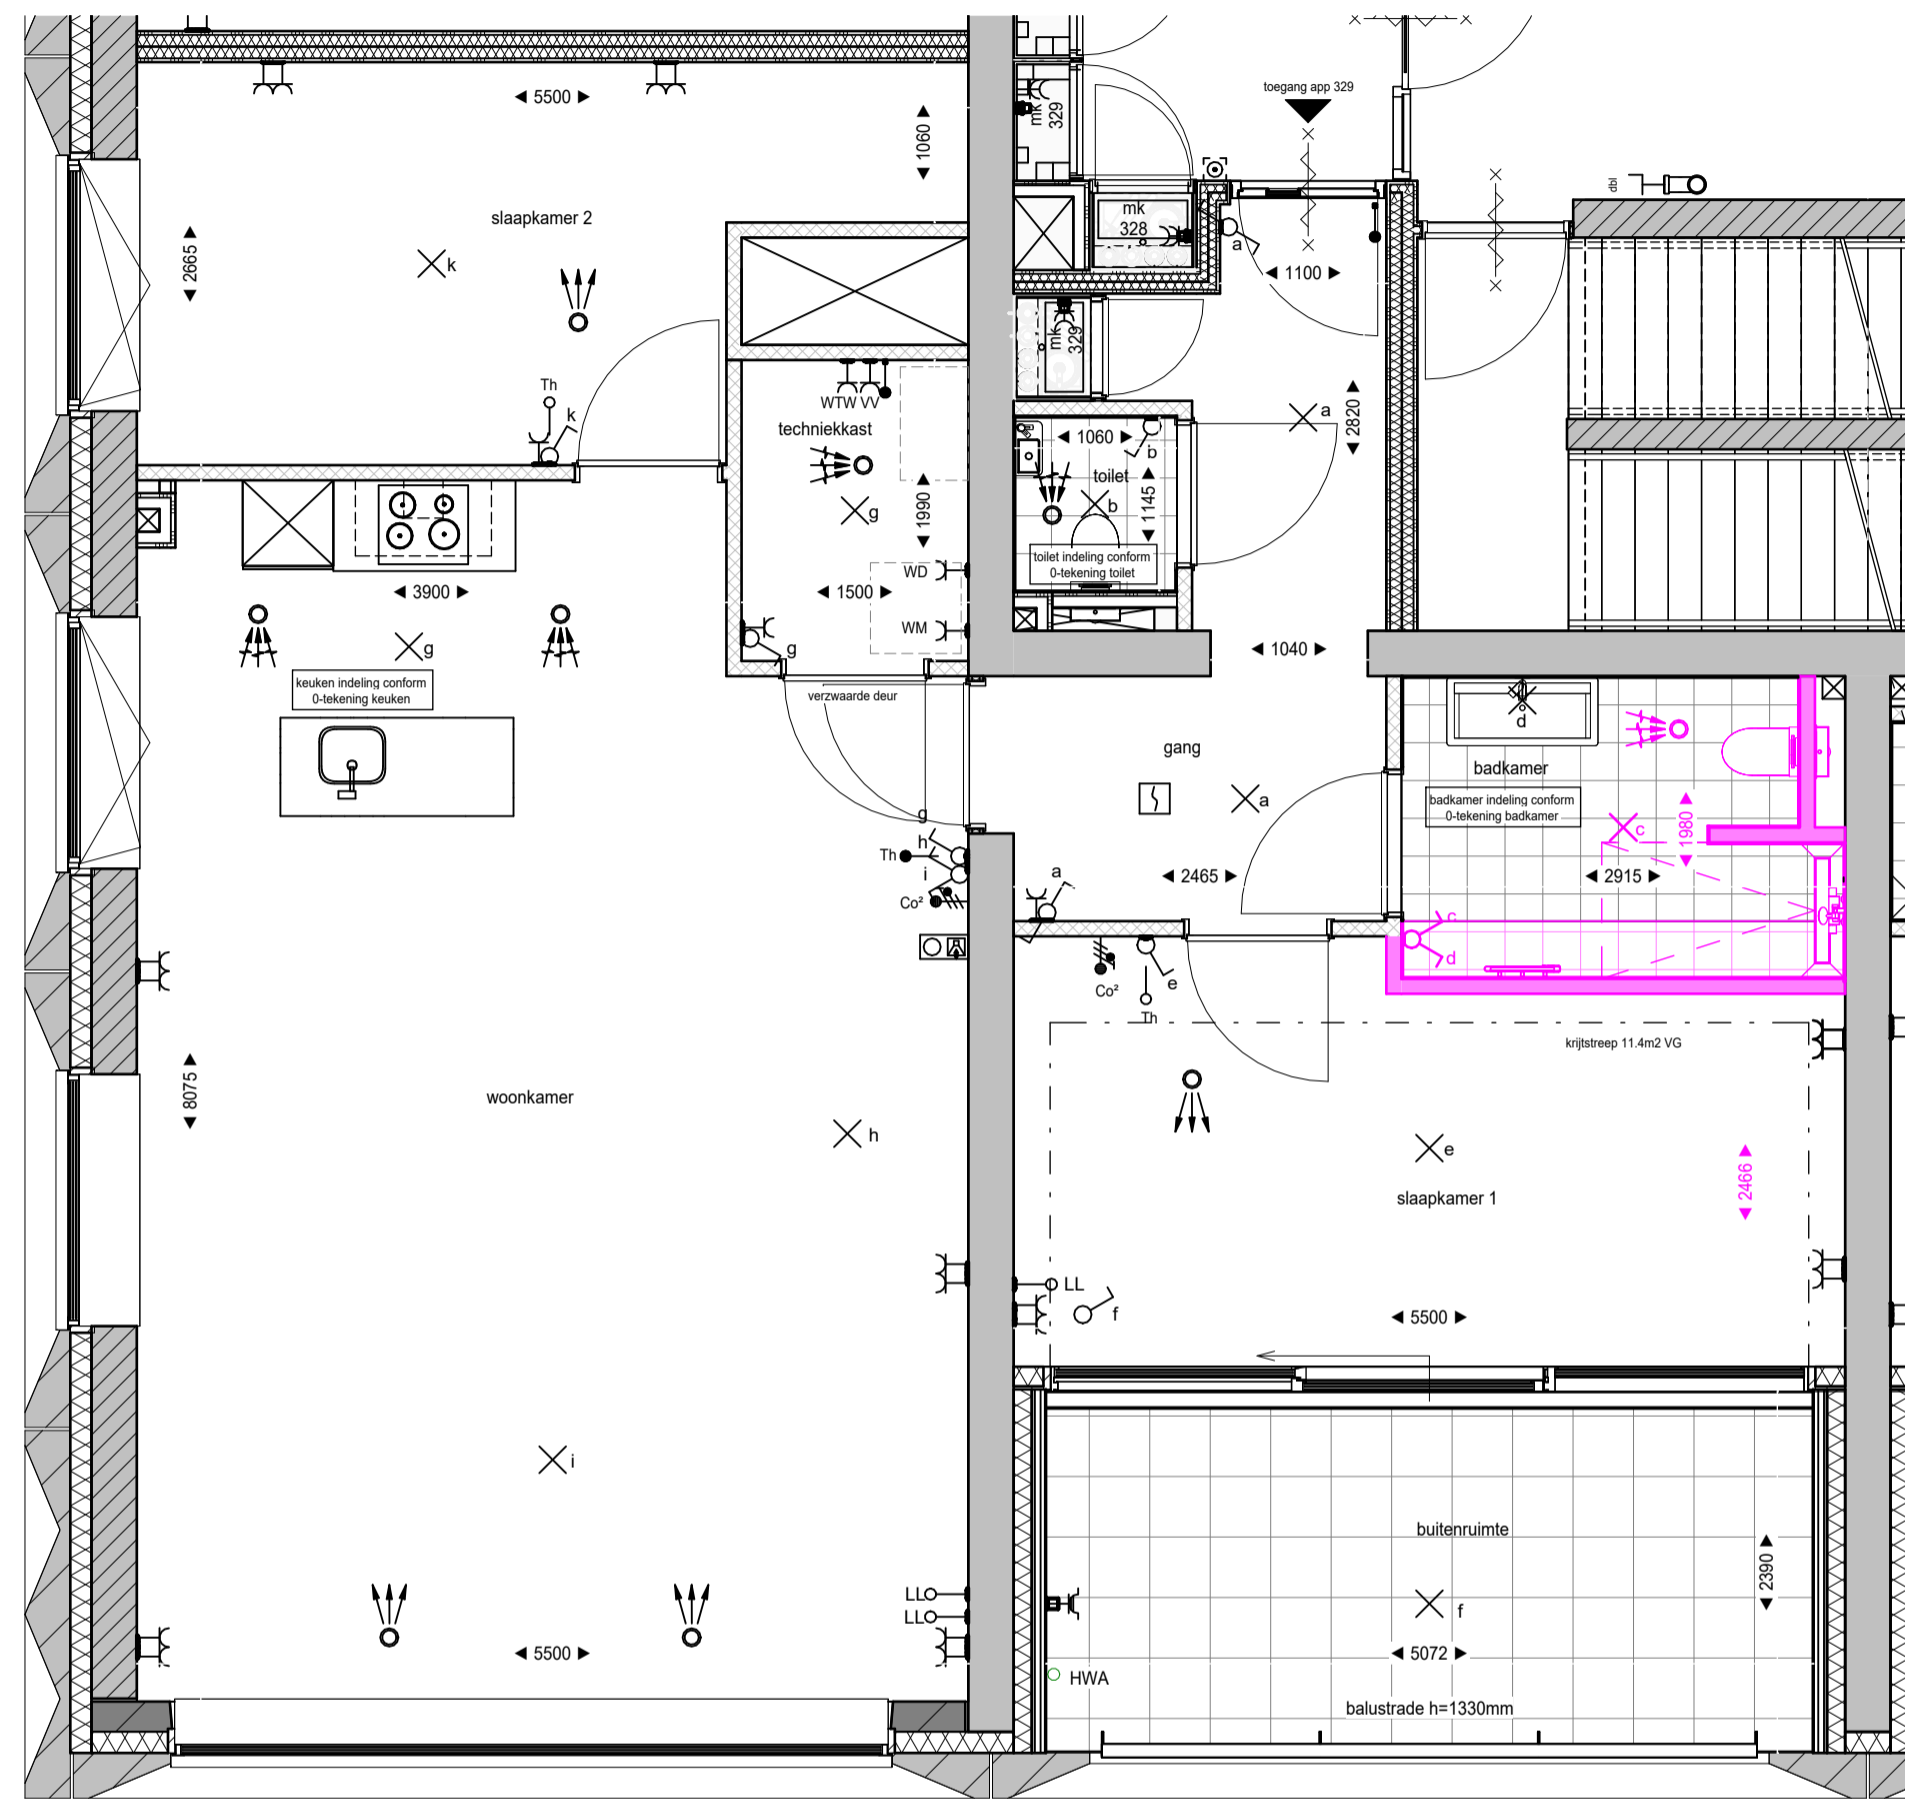 5500
1060
slaapkamer 2
2665
k
Th
k
WTW VV
techniekkast
g
1990
WD
1500
WM
g
3900
g
keuken indeling conform
0-tekening keuken
verzwaarde deur
g
h
Th
i
Co²
8075
woonkamer
h
i
LL
LL
5500
toegang app 329
mk
329
mk
328
a
1100
mk
329
dbl
a
2820
1060
b
toilet
b
1145
toilet indeling conform
0-tekening toilet
1040
gang
a
2465
a
d
badkamer
badkamer indeling conform
0-tekening badkamer
c
1980
2915
c
d
Co²
e
Th
krijtstreep 11.4m2 VG
e
slaapkamer 1
2466
LL
f
5500
buitenruimte
f
2390
5072
HWA
balustrade h=1330mm